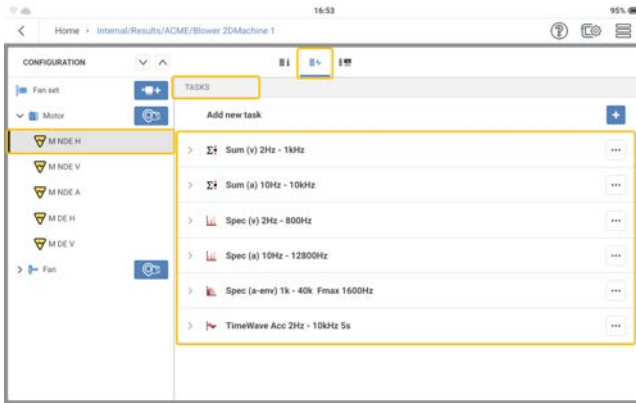 16:53
95%
Home • Internal/Results/ACME/Blower 2DMachine 1
CONFIGURATION
Fan set
Motor
M NDE H
M NDE V
M NDE A
M DE H
M DE V
Fan
TASKS
Add new task
Sum (v) 2Hz - 1kHz
Sum (a) 10Hz - 10kHz
Spec (v) 2Hz - 800Hz
Spec (a) 10Hz - 12800Hz
Spec (a-env) 1k - 40k Fmax 1600Hz
TimeWave Acc 2Hz - 10kHz 5s